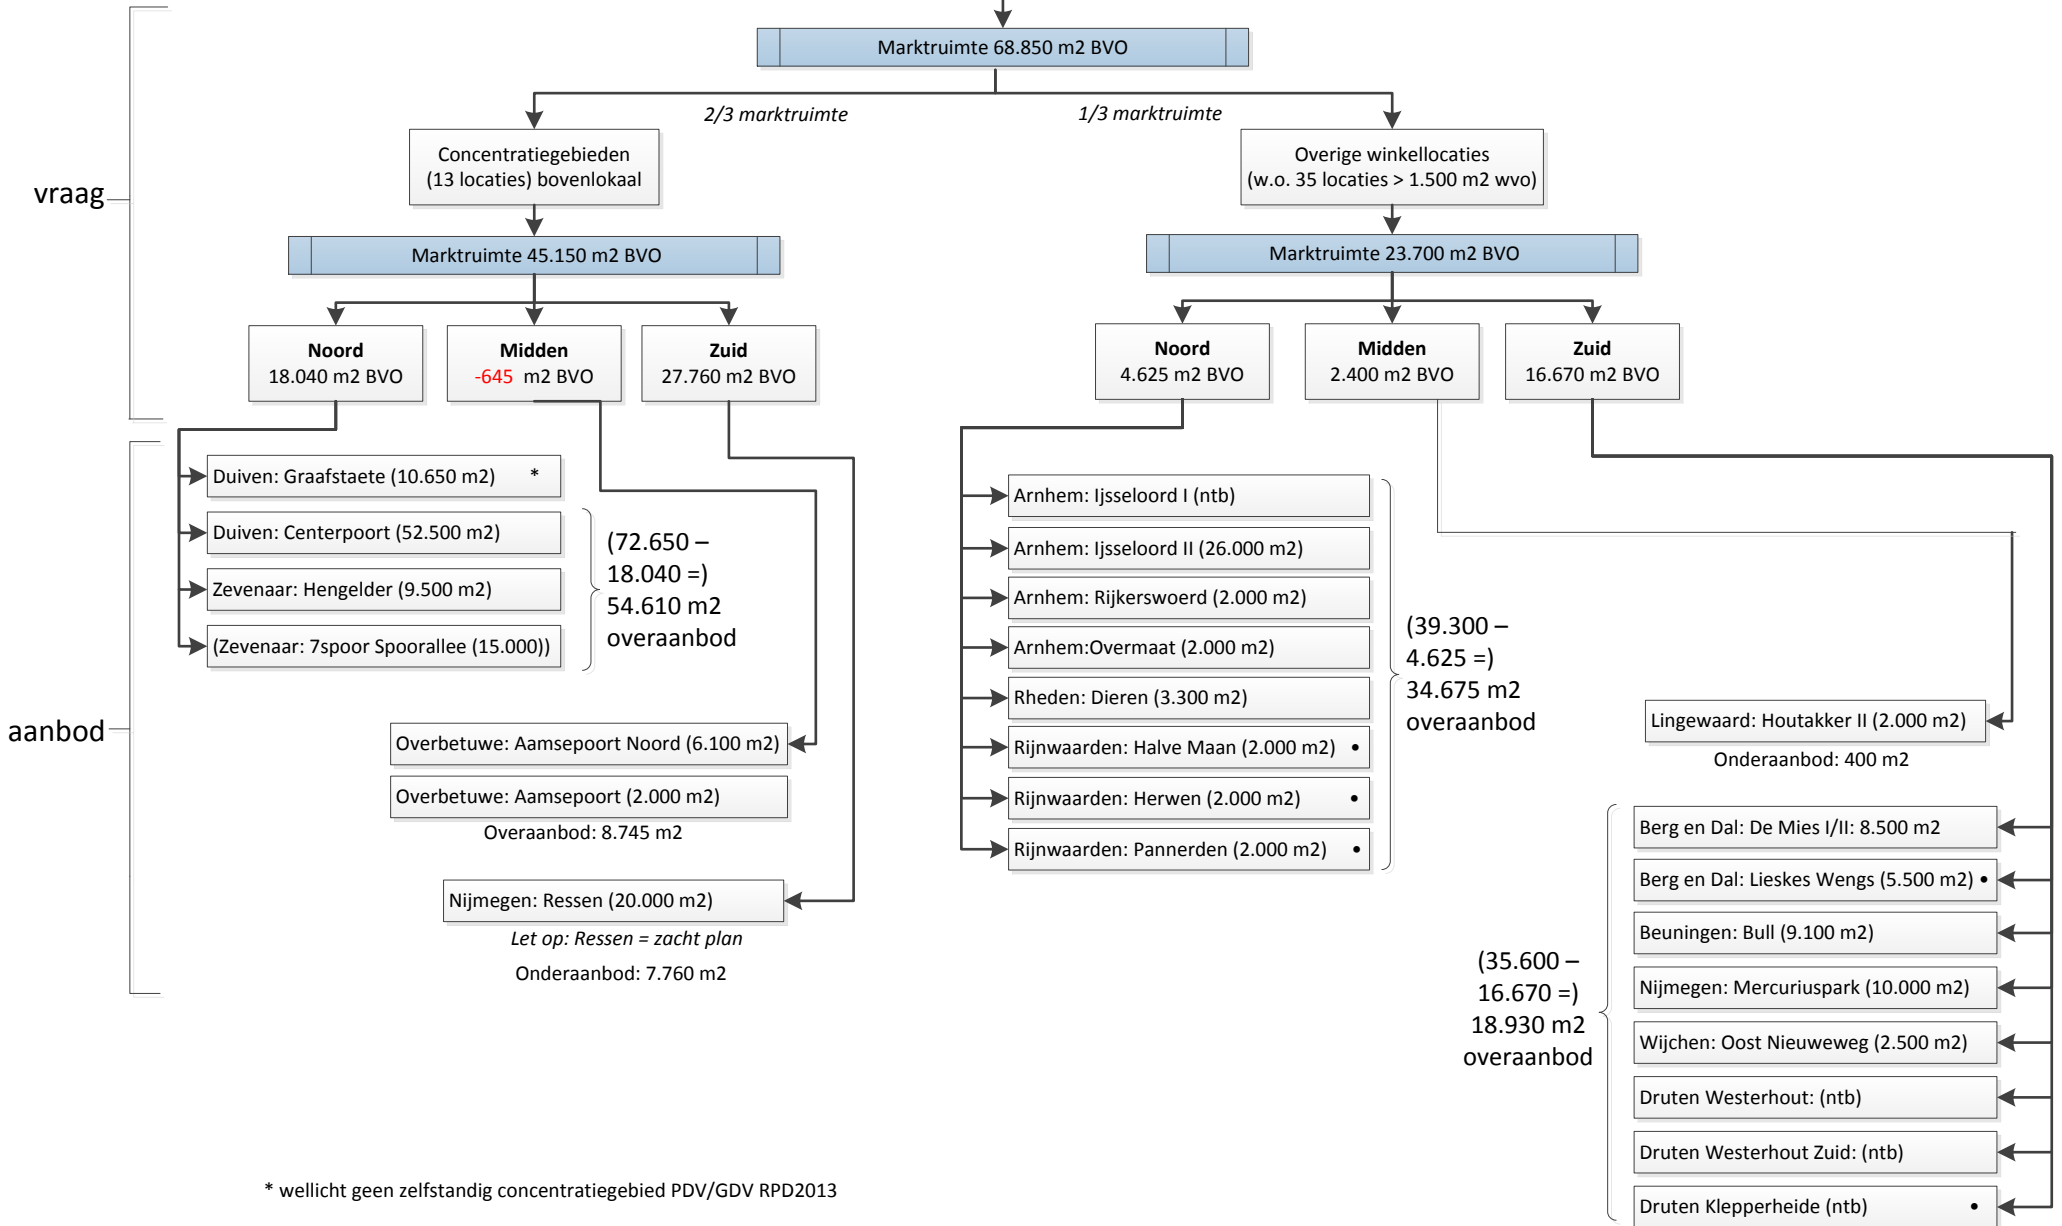 Marktruimte 68.850 m2 BVO
2/3 marktruimte
1/3 marktruimte
vraag
Concentratiegebieden
(13 locaties) bovenlokaal
Overige winkellocaties
(w.o. 35 locaties > 1.500 m2 wvo)
Marktruimte 45.150 m2 BVO
Marktruimte 23.700 m2 BVO
Noord
18.040 m2 BVO
Midden
-645 m2 BVO
Zuid
27.760 m2 BVO
Noord
4.625 m2 BVO
Midden
2.400 m2 BVO
Zuid
16.670 m2 BVO
aanbod
Duiven: Graafstaete (10.650 m2) *
Duiven: Centerpoort (52.500 m2)
Zevenaar: Hengelder (9.500 m2)
(Zevenaar: 7spoor Spoorallee (15.000))
(72.650 –
18.040 =)
54.610 m2
overaanbod
Overbetuwe: Aamsepoort Noord (6.100 m2)
Overbetuwe: Aamsepoort (2.000 m2)
Overaanbod: 8.745 m2
Nijmegen: Ressen (20.000 m2)
Let op: Ressen = zacht plan
Onderaanbod: 7.760 m2
Arnhem: Ijsseloord I (ntb)
Arnhem: Ijsseloord II (26.000 m2)
Arnhem: Rijkerswoerd (2.000 m2)
Arnhem:Overmaat (2.000 m2)
Rheden: Dieren (3.300 m2)
Rijnwaarden: Halve Maan (2.000 m2) •
Rijnwaarden: Herwen (2.000 m2) •
Rijnwaarden: Pannerden (2.000 m2) •
(39.300 –
4.625 =)
34.675 m2
overaanbod
Lingewaard: Houtakker II (2.000 m2)
Onderaanbod: 400 m2
Berg en Dal: De Mies I/II: 8.500 m2
Berg en Dal: Lieskes Wengs (5.500 m2) •
Beuningen: Bull (9.100 m2)
Nijmegen: Mercuriuspark (10.000 m2)
Wijchen: Oost Nieuweweg (2.500 m2)
Druten Westerhout: (ntb)
Druten Westerhout Zuid: (ntb)
Druten Klepperheide (ntb) •
(35.600 –
16.670 =)
18.930 m2
overaanbod
* wellicht geen zelfstandig concentratiegebied PDV/GDV RPD2013